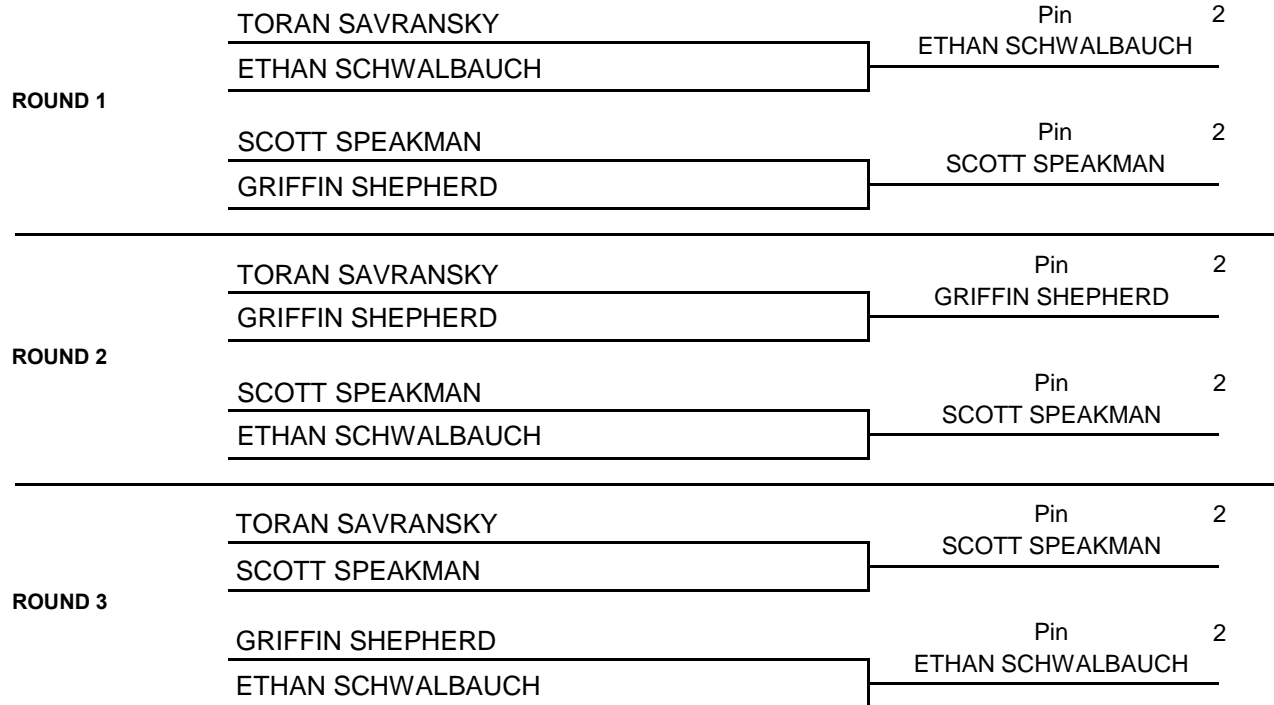 TORAN SAVRANSKY Pin 2
ETHAN SCHWALBAUCH
ETHAN SCHWALBAUCH
ROUND 1
SCOTT SPEAKMAN Pin 2
SCOTT SPEAKMAN
GRIFFIN SHEPHERD
TORAN SAVRANSKY Pin 2
GRIFFIN SHEPHERD
GRIFFIN SHEPHERD
ROUND 2
SCOTT SPEAKMAN Pin 2
SCOTT SPEAKMAN
ETHAN SCHWALBAUCH
TORAN SAVRANSKY Pin 2
SCOTT SPEAKMAN
SCOTT SPEAKMAN
ROUND 3
GRIFFIN SHEPHERD Pin 2
ETHAN SCHWALBAUCH
ETHAN SCHWALBAUCH